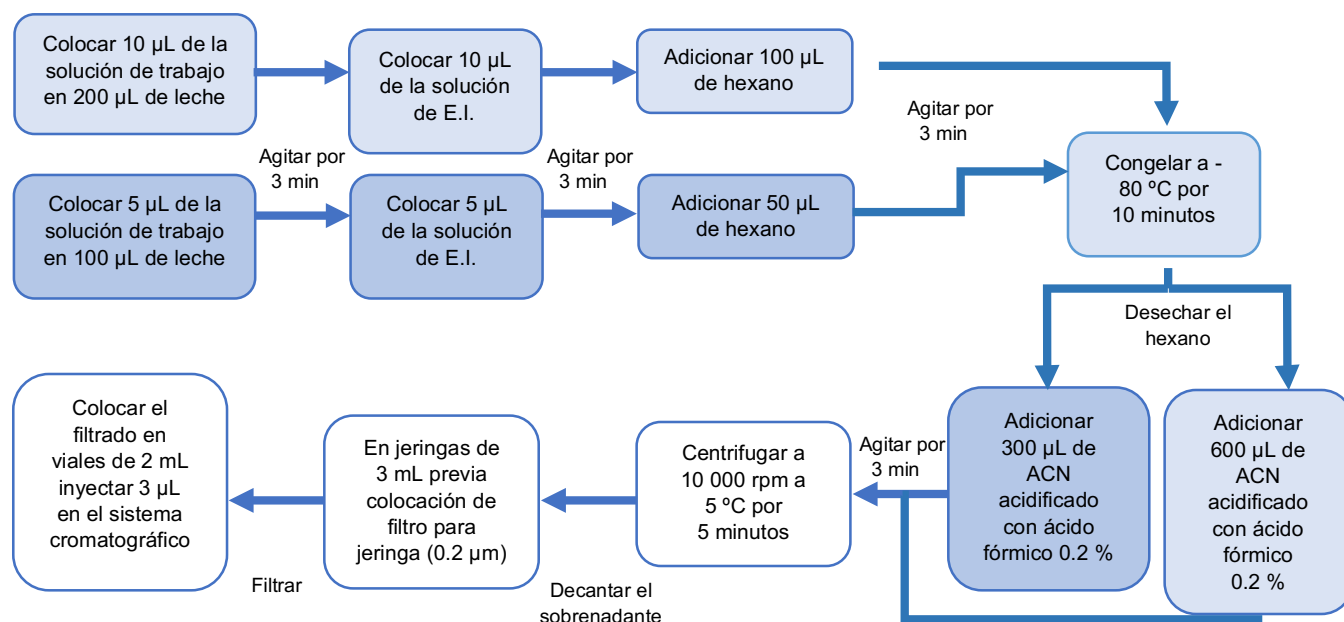 Colocar 10 µL de la
solución de trabajo
en 200 µL de leche
Colocar 10 µL
de la solución
de E.I.
Adicionar 100 µL
de hexano
Agitar por
3 min
Agitar por
3 min
Agitar por
3 min
Colocar 5 µL de la
solución de trabajo
en 100 µL de leche
Colocar 5 µL
de la solución
de E.I.
Adicionar 50 µL
de hexano
Congelar a -
80 ºC por
10 minutos
Desechar el
hexano
Adicionar
300 µL de
ACN
acidificado
con ácido
fórmico 0.2 %
Adicionar
600 µL de
ACN
acidificado
con ácido
fórmico
0.2 %
Agitar por
3 min
Centrifugar a
10 000 rpm a
5 ºC por
5 minutos
Decantar el
sobrenadante
En jeringas de
3 mL previa
colocación de
filtro para
jeringa (0.2 µm)
Filtrar
Colocar el
filtrado en
viales de 2 mL
inyectar 3 µL
en el sistema
cromatográfico